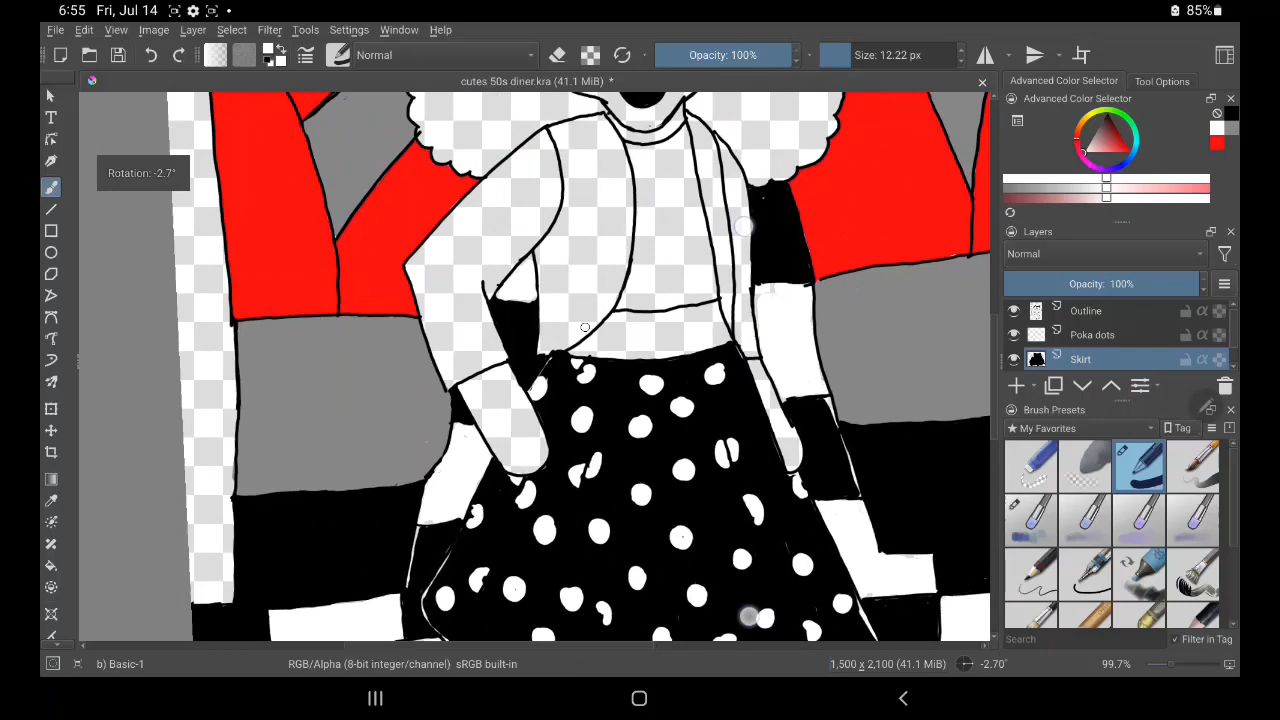 6:55 Fri, Jul 14 85%
File Edit View Image Layer Select Filter Tools Settings Window Help
Normal Opacity: 100% Size: 12.22 px
cutes 50s diner.kra (41.1 MiB) *
Advanced Color Selector Tool Options
Advanced Color Selector
Rotation: -2.7°
Layers
Normal
Opacity: 100%
Outline
Poka dots
Skirt
Brush Presets
My Favorites Tag
Search Filter in Tag
b) Basic-1 RGB/Alpha (8-bit integer/channel) sRGB built-in 1,500 x 2,100 (41.1 MiB) -2.70° 99.7%